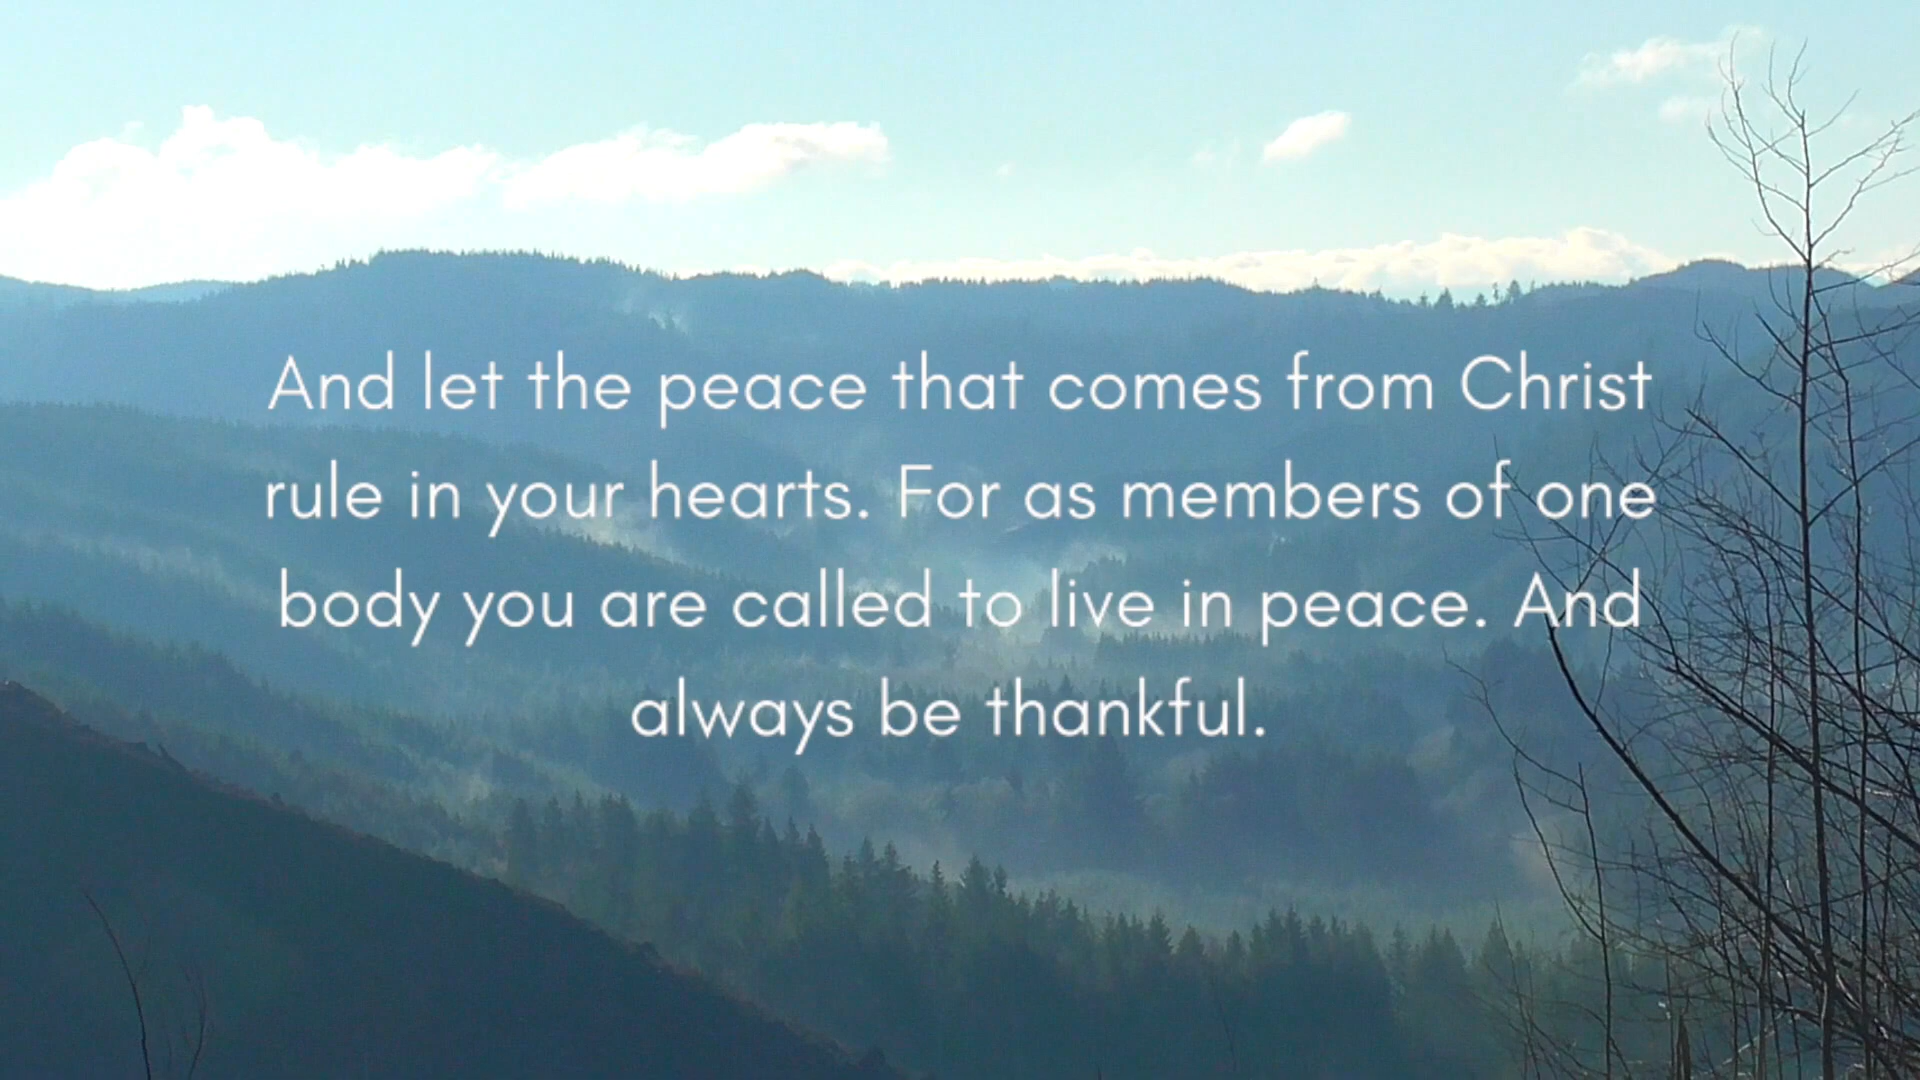 And let the peace that comes from Christ
rule in your hearts. For as members of one
body you are called to live in peace. And
always be thankful.